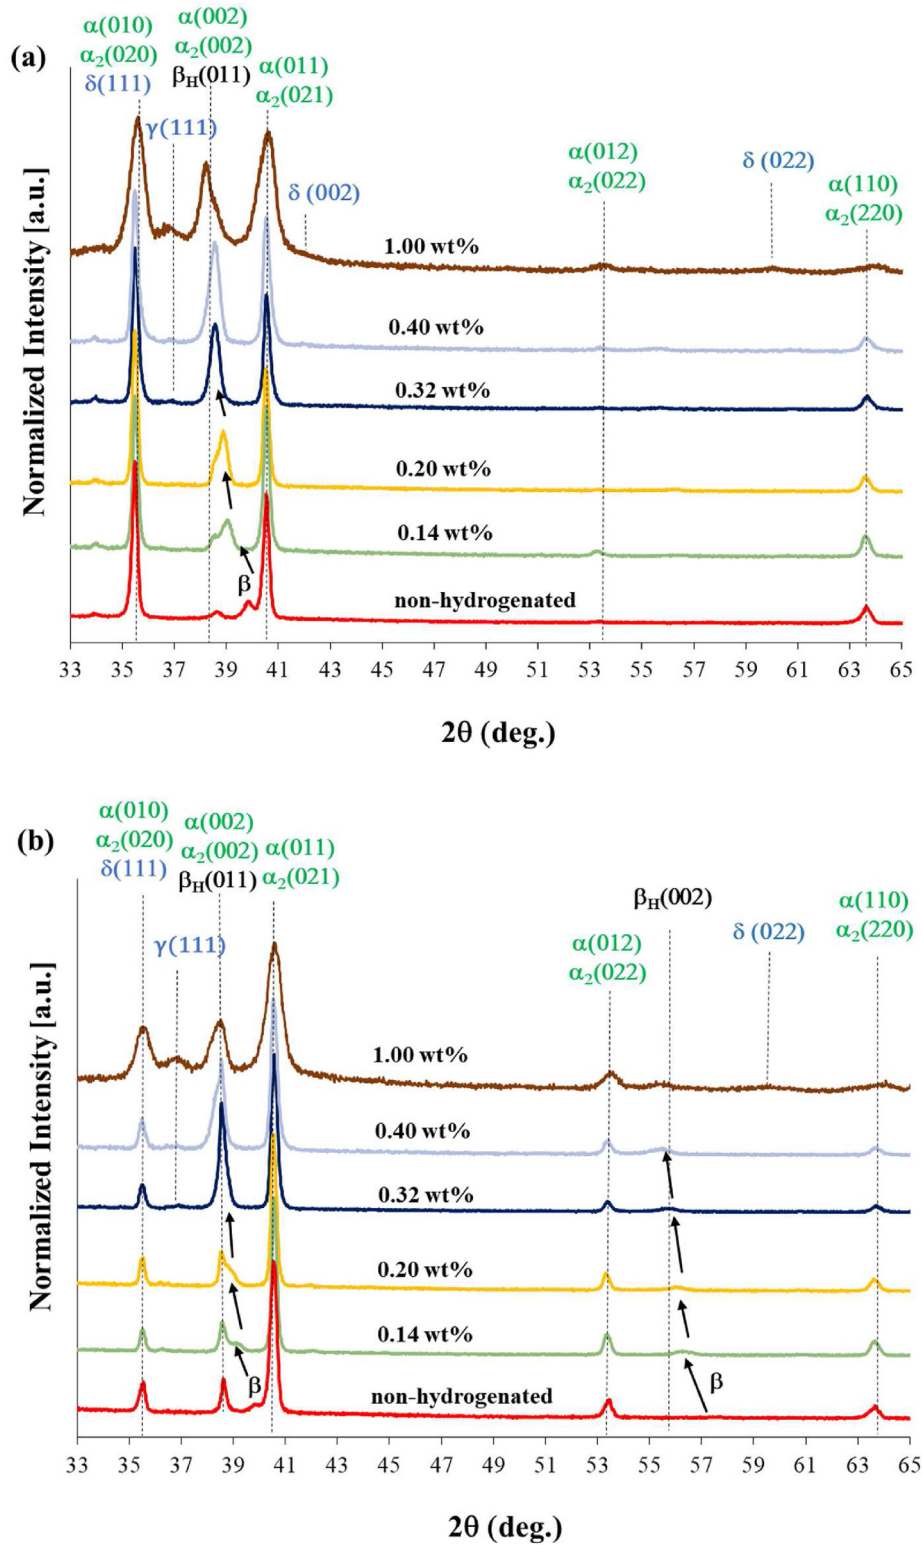 (a)
α(010)
α₂(020)
δ(111)
γ(111)
α(002)
α₂(002)
β_H(011)
α(011)
α₂(021)
δ (002)
α(012)
α₂(022)
δ (022)
α(110)
α₂(220)
Normalized Intensity [a.u.]
1.00 wt%
0.40 wt%
0.32 wt%
0.20 wt%
0.14 wt%
β
non-hydrogenated
33 35 37 39 41 43 45 47 49 51 53 55 57 59 61 63 65
2θ (deg.)
(b)
α(010)
α₂(020)
δ(111)
γ(111)
α(002)
α₂(002)
β_H(011)
α(011)
α₂(021)
α(012)
α₂(022)
β_H(002)
δ (022)
α(110)
α₂(220)
Normalized Intensity [a.u.]
1.00 wt%
0.40 wt%
0.32 wt%
0.20 wt%
0.14 wt%
β
β
non-hydrogenated
33 35 37 39 41 43 45 47 49 51 53 55 57 59 61 63 65
2θ (deg.)